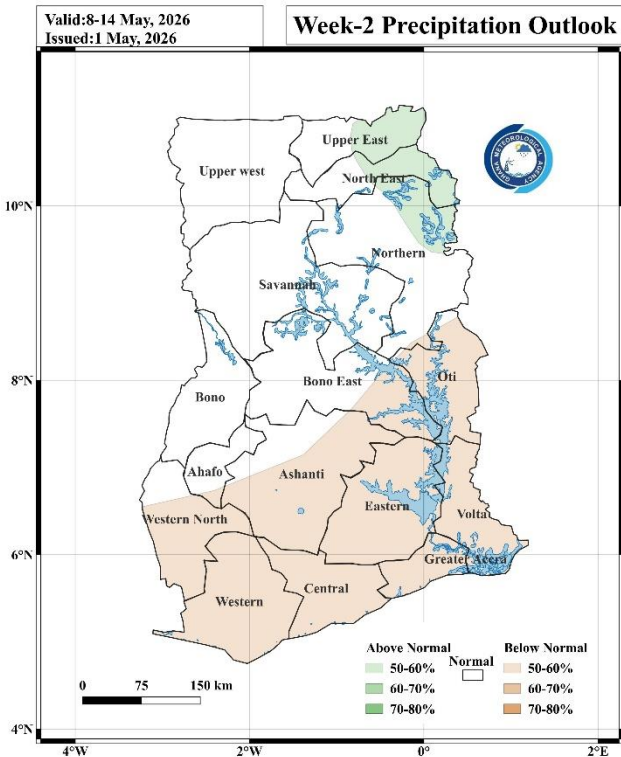 Valid:8-14 May, 2026
Issued:1 May, 2026
Week-2 Precipitation Outlook
GHANA METEOROLOGICAL AGENCY
Upper East
Upper west
North East
10°N
Northern
Savannah
8°N
Bono East
Oti
Bono
Ahafo
Ashanti
Western North
Eastern
Volta
6°N
Greater Accra
Central
Western
Above Normal
Normal
Below Normal
50-60%
50-60%
60-70%
60-70%
70-80%
70-80%
0 75 150 km
4°N
4°W 2°W 0° 2°E